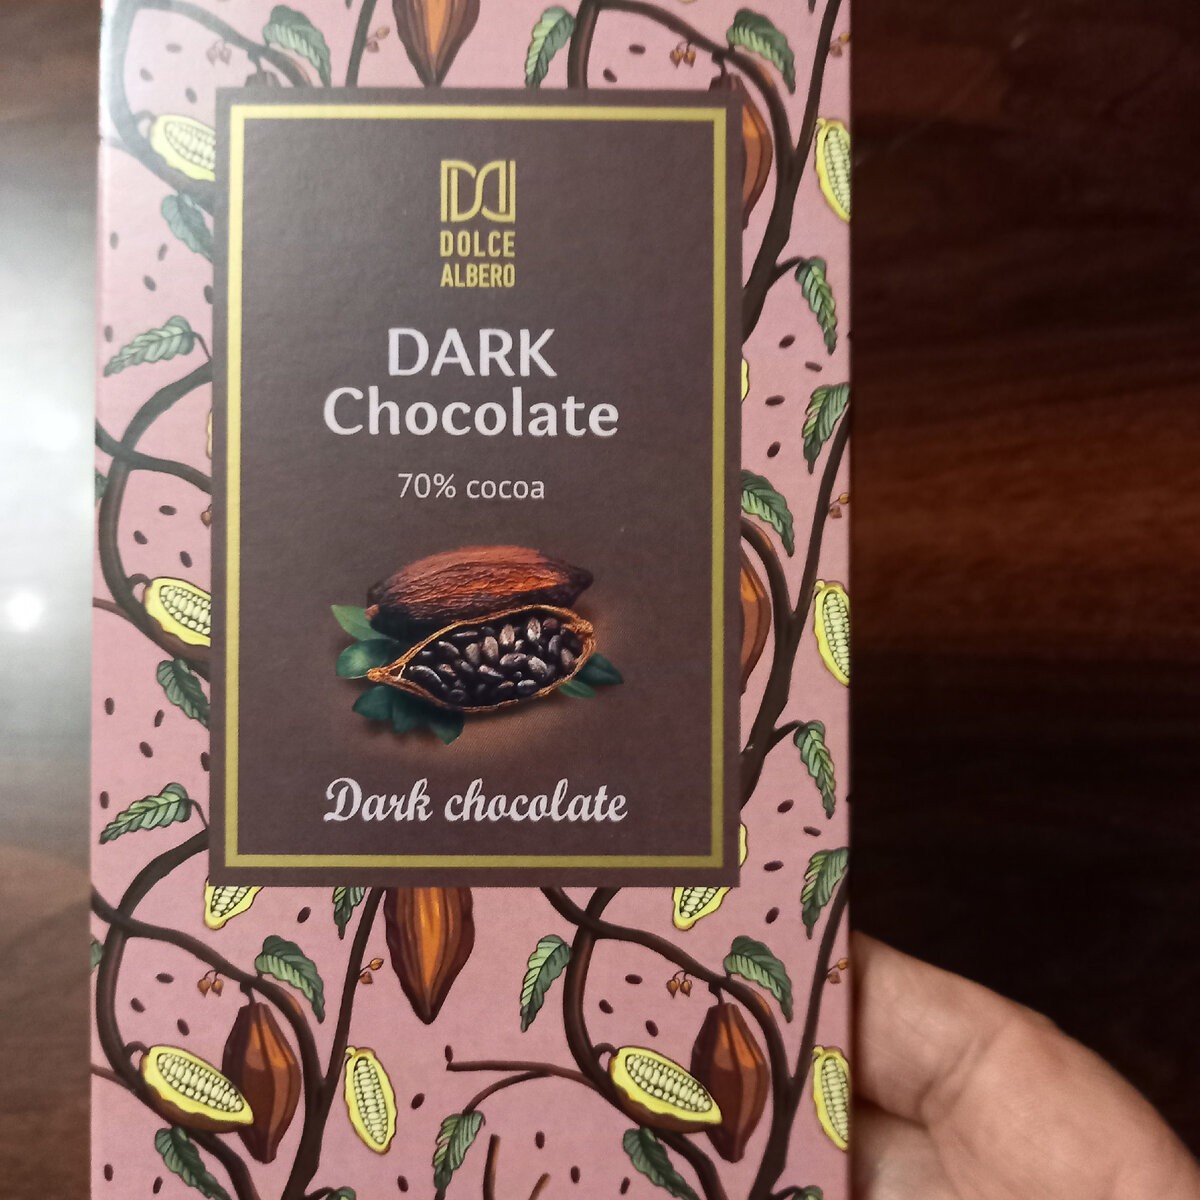 DOLCE
ALBERO
DARK
Chocolate
70% cocoa
Dark chocolate